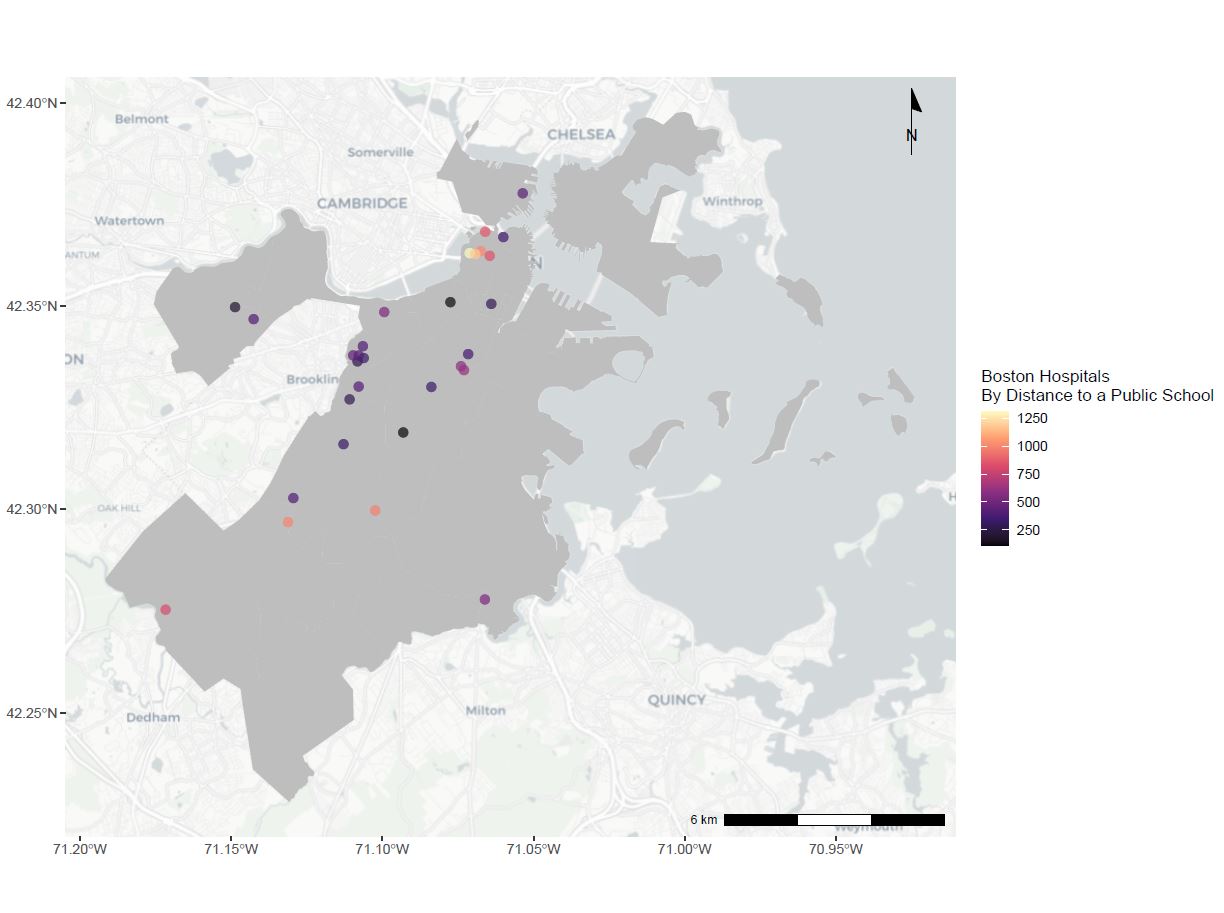 42.40°N
42.35°N
42.30°N
42.25°N
71.20°W
71.15°W
71.10°W
71.05°W
71.00°W
70.95°W
Belmont
Somerville
CHELSEA
CAMBRIDGE
Watertown
Winthrop
ANTUM
N
N
ON
Brooklin
OAK HILL
H
Dedham
Milton
QUINCY
Weymouth
6 km
Boston Hospitals
By Distance to a Public School
1250
1000
750
500
250